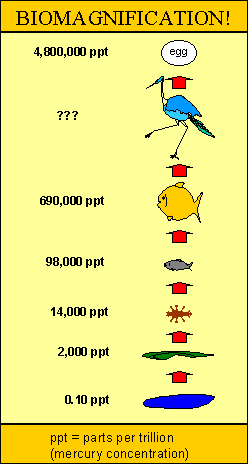 BIOMAGNIFICATION!
4,800,000 ppt
egg
???
690,000 ppt
98,000 ppt
14,000 ppt
2,000 ppt
0.10 ppt
ppt = parts per trillion
(mercury concentration)